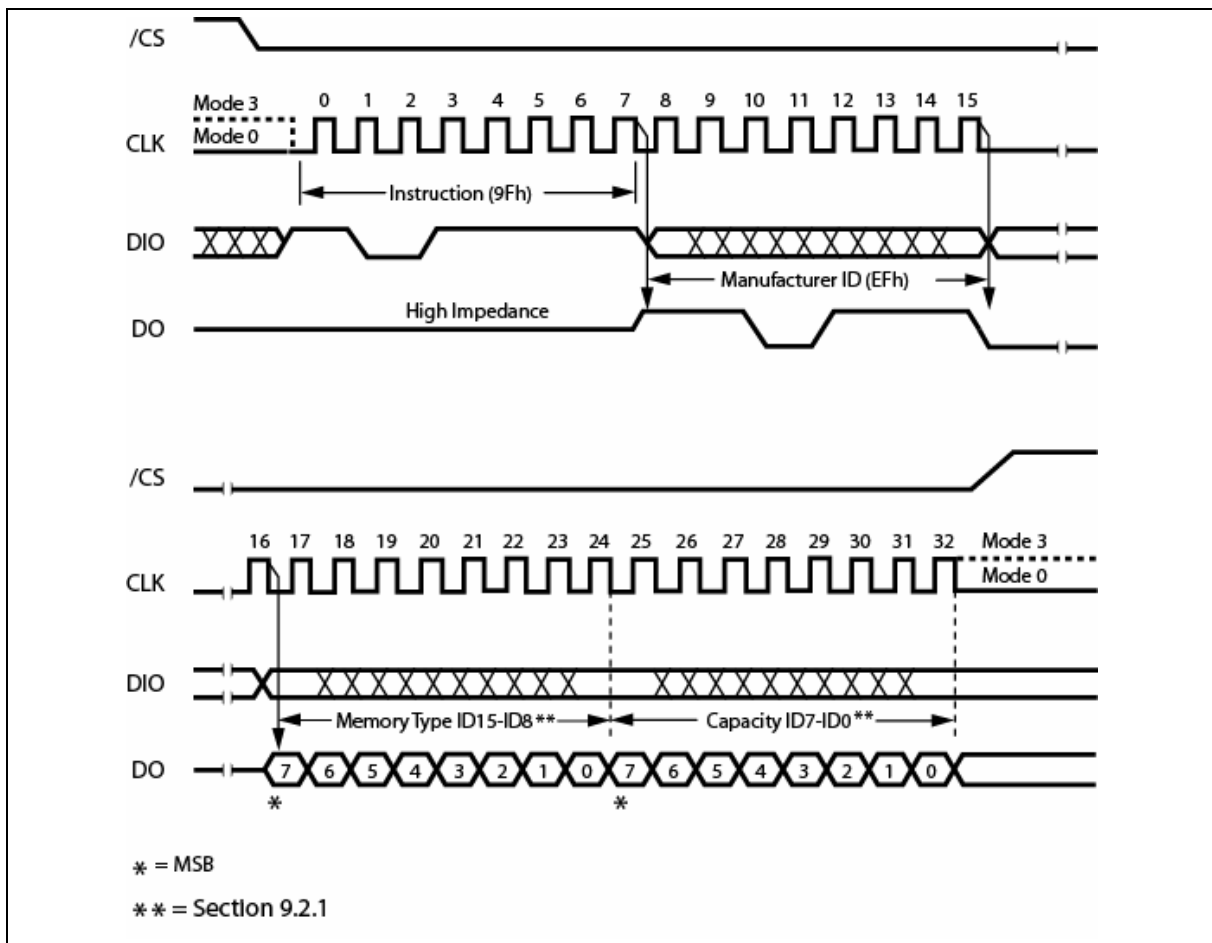 /CS
Mode 3
0 1 2 3 4 5 6 7 8 9 10 11 12 13 14 15
CLK
Mode 0
Instruction (9Fh)
DIO
Manufacturer ID (EFh)
High Impedance
DO
/CS
16 17 18 19 20 21 22 23 24 25 26 27 28 29 30 31 32
Mode 3
CLK
Mode 0
DIO
Memory Type ID15-ID8**
Capacity ID7-ID0**
DO
7 6 5 4 3 2 1 0 7 6 5 4 3 2 1 0
* *
* = MSB
** = Section 9.2.1